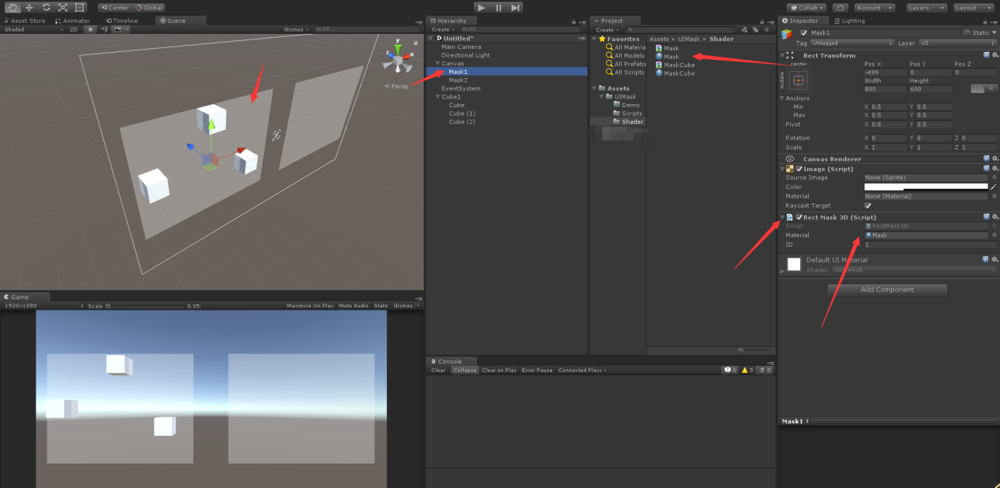 Center Global
Collab Account Layers Layout
Asset Store Animator Timeline Scene
Shaded 2D Gizmos All
y
x
z
Persp
Game
1920x1080 Scale 0.35: Maximize On Play Mute Audio Stats Gizmos
Hierarchy
Create All
Untitled*
Main Camera
Directional Light
Canvas
Mask1
Mask2
EventSystem
Cube1
Cube
Cube (1)
Cube (2)
Project
Create
Favorites
All Materia
All Models
All Prefabs
All Scripts
Assets
UIMask
Demo
Scripts
Shader
Assets UIMask Shader
Mask
Mask
MaskCube
MaskCube
Console
Clear Collapse Clear on Play Error Pause Connected Playe
0 5 0
Inspector Lighting
Mask1 Static
Tag Untagged Layer UI
Rect Transform
center
middle
Pos X Pos Y Pos Z
-499 0 0
Width Height
800 600
R
Anchors
Min X 0.5 Y 0.5
Max X 0.5 Y 0.5
Pivot X 0.5 Y 0.5
Rotation X 0 Y 0 Z 0
Scale X 1 Y 1 Z 1
Canvas Renderer
Image (Script)
Source Image None (Sprite)
Color
Material None (Material)
Raycast Target
Rect Mask 3D (Script)
Script RectMask3D
Material Mask
ID 1
Default UI Material
Shader UI/Default
Add Component
Mask1